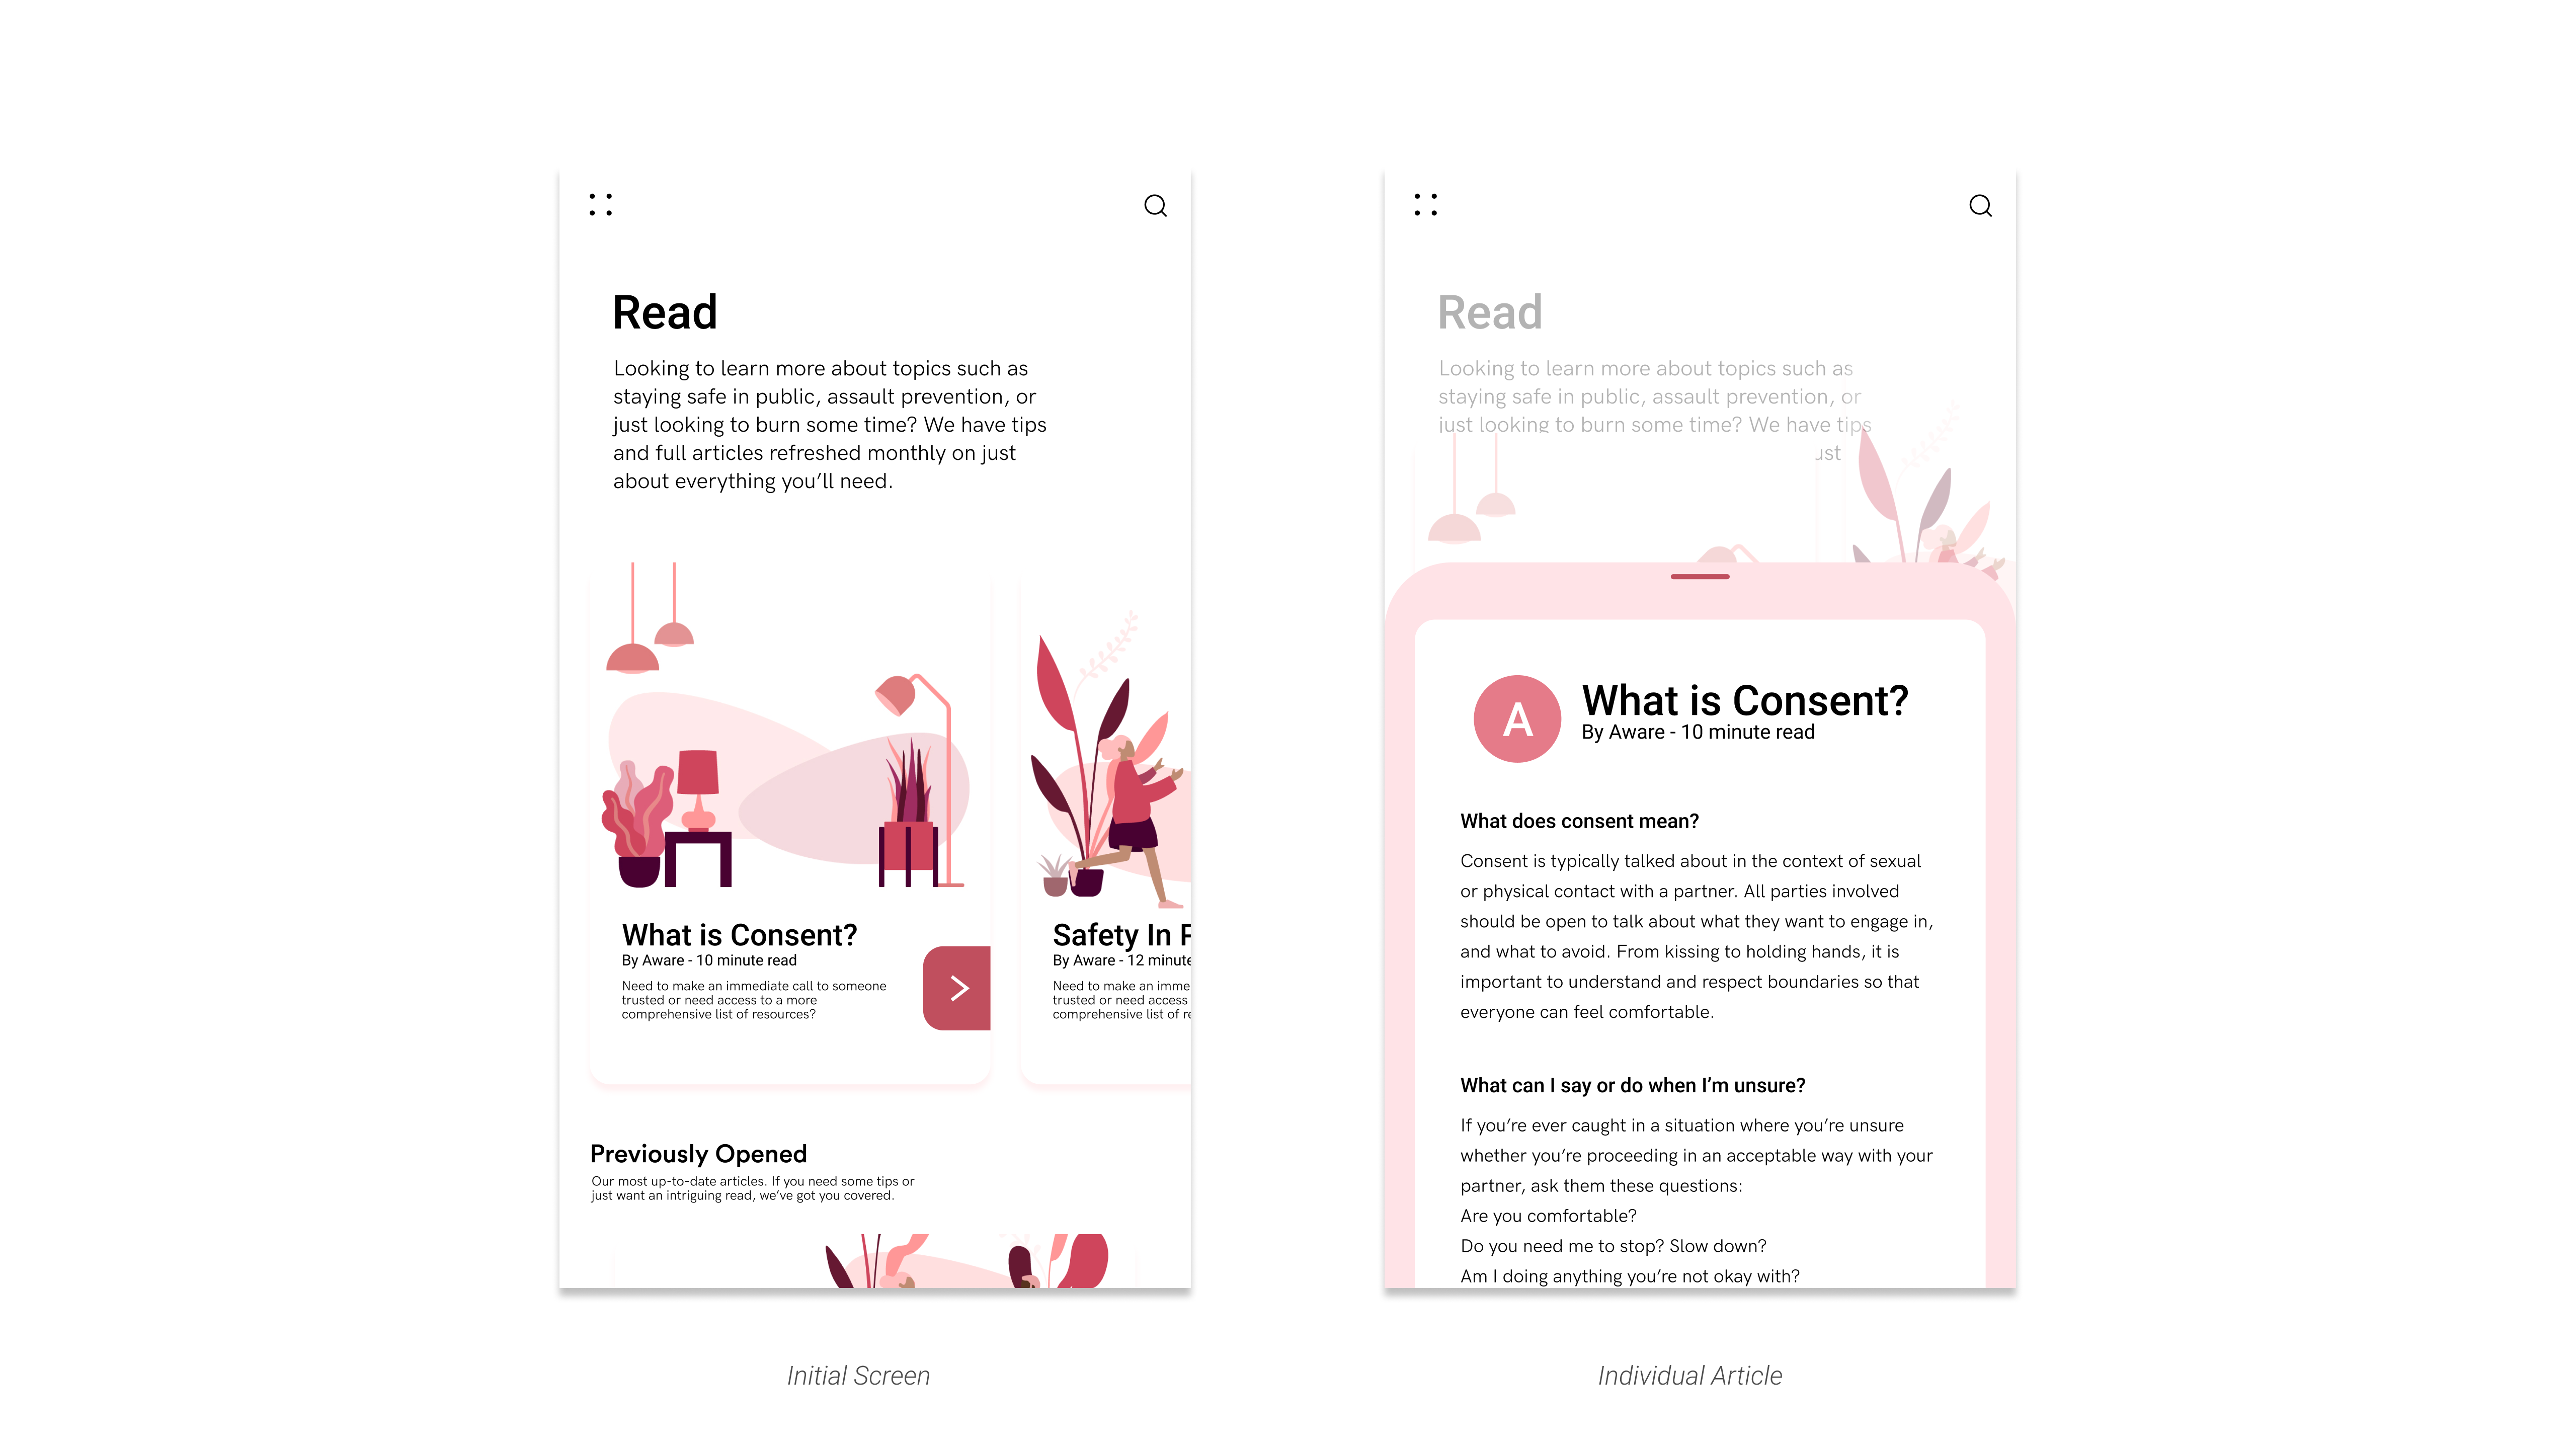 Read
Looking to learn more about topics such as
staying safe in public, assault prevention, or
just looking to burn some time? We have tips
and full articles refreshed monthly on just
about everything you’ll need.
What is Consent?
By Aware - 10 minute read
Need to make an immediate call to someone
trusted or need access to a more
comprehensive list of resources?
Safety In
By Aware - 12 minute
Need to make an
trusted or need access
comprehensive list of
Previously Opened
Our most up-to-date articles. If you need some tips or
just want an intriguing read, we’ve got you covered.
Initial Screen
Read
Looking to learn more about topics such as
staying safe in public, assault prevention, or
just looking to burn some time? We have tips
A
What is Consent?
By Aware - 10 minute read
What does consent mean?
Consent is typically talked about in the context of sexual
or physical contact with a partner. All parties involved
should be open to talk about what they want to engage in,
and what to avoid. From kissing to holding hands, it is
important to understand and respect boundaries so that
everyone can feel comfortable.
What can I say or do when I’m unsure?
If you’re ever caught in a situation where you’re unsure
whether you’re proceeding in an acceptable way with your
partner, ask them these questions:
Are you comfortable?
Do you need me to stop? Slow down?
Am I doing anything you’re not okay with?
Individual Article